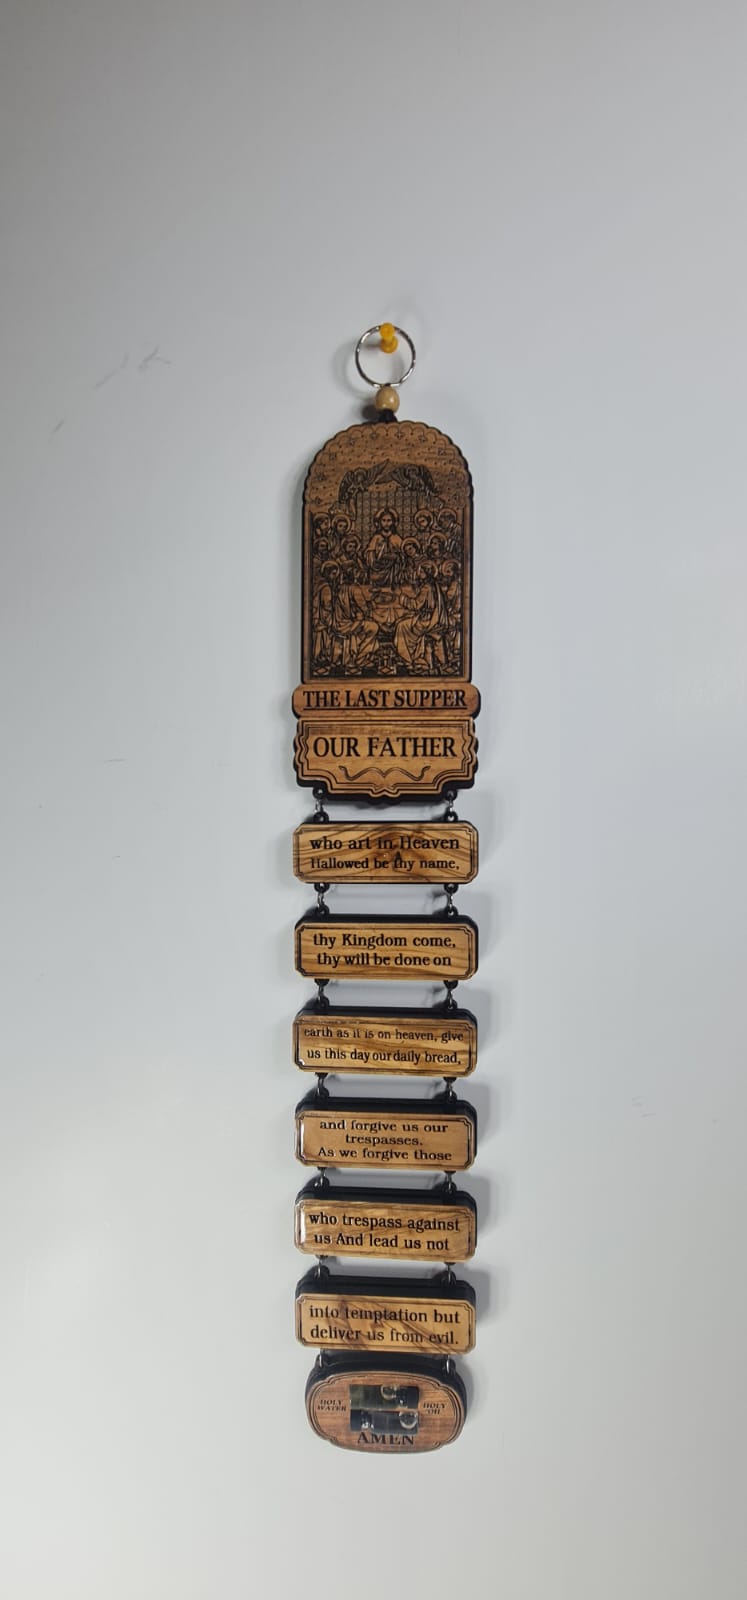 THE LAST SUPPER
OUR FATHER
who art in Heaven
Hallowed be thy name,
thy Kingdom come,
thy will be done on
earth as it is on heaven, give
us this day our daily bread,
and forgive us our
trespasses,
As we forgive those
who trespass against
us And lead us not
into temptation but
deliver us from evil.
HOLY
WATER
HOLY
OIL
AMEN